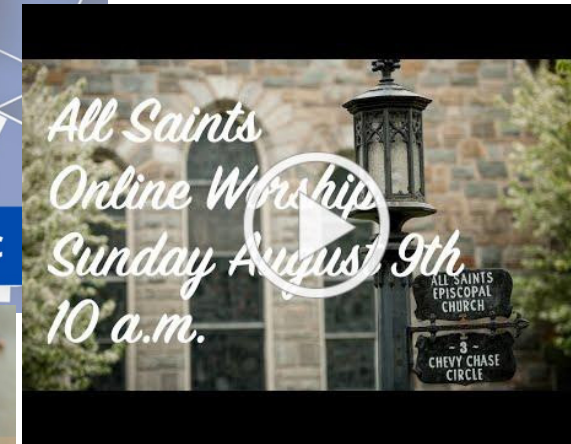 All Saints
Online Worship
Sunday August 9th
10 a.m.
ALL SAINTS
EPISCOPAL
CHURCH
- 3 -
CHEVY CHASE
CIRCLE